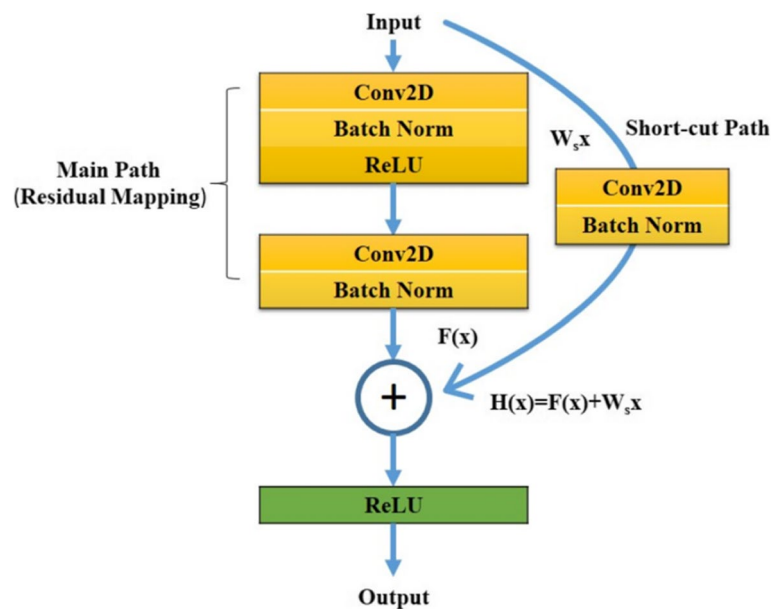 Input
Conv2D
Batch Norm
ReLU
Main Path
(Residual Mapping)
WₛX
Short-cut Path
Conv2D
Batch Norm
Conv2D
Batch Norm
F(x)
+
H(x)=F(x)+Wₛx
ReLU
Output